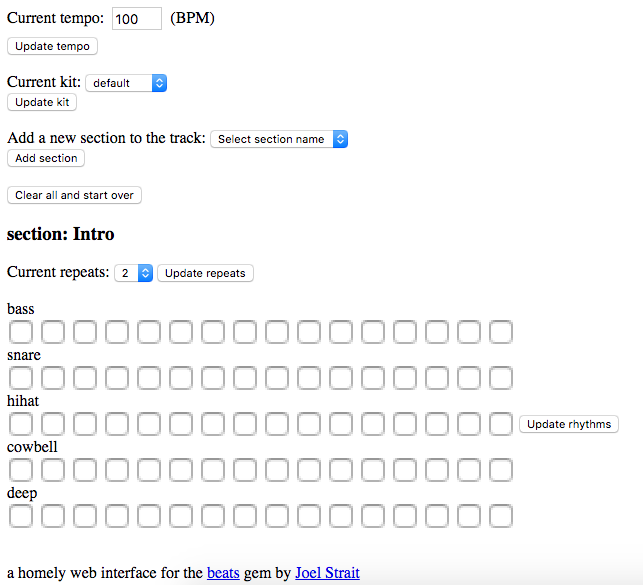 Current tempo: 100 (BPM)
Update tempo
Current kit: default
Update kit
Add a new section to the track: Select section name
Add section
Clear all and start over
section: Intro
Current repeats: 2 Update repeats
bass
snare
hihat
Update rhythms
cowbell
deep
a homely web interface for the beats gem by Joel Strait